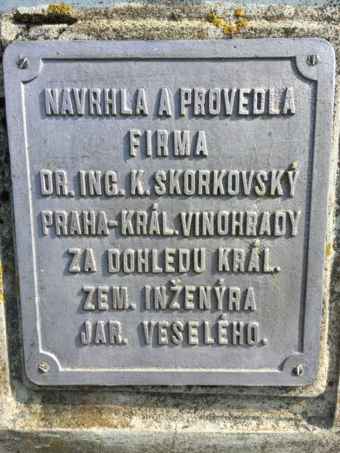 NAVRHLA A PROVEDLA
FIRMA
DR. ING. K. SKORKOVSKÝ
PRAHA-KRÁL. VINOHRADY
ZA DOHLEDU KRÁL.
ZEM. INŽENÝRA
JAR. VESELÉHO.